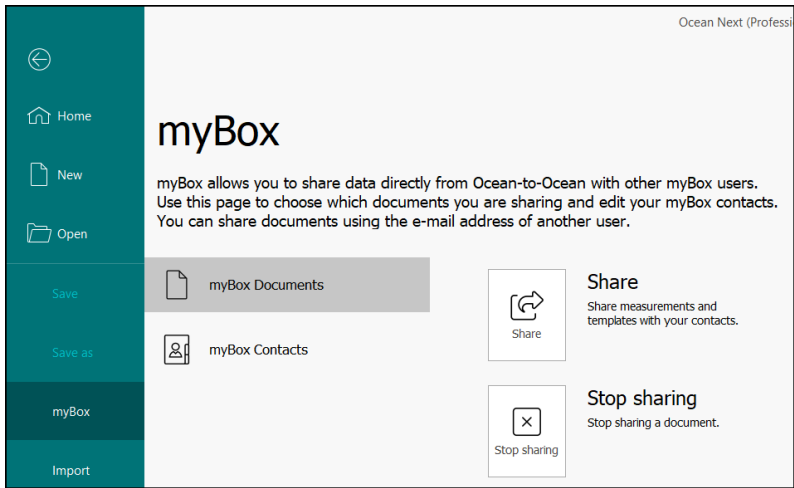 Ocean Next (Professi
Home
New
Open
Save
Save as
myBox
Import
myBox
myBox allows you to share data directly from Ocean-to-Ocean with other myBox users.
Use this page to choose which documents you are sharing and edit your myBox contacts.
You can share documents using the e-mail address of another user.
myBox Documents
myBox Contacts
Share
Share
Share measurements and
templates with your contacts.
Stop sharing
Stop sharing
Stop sharing a document.